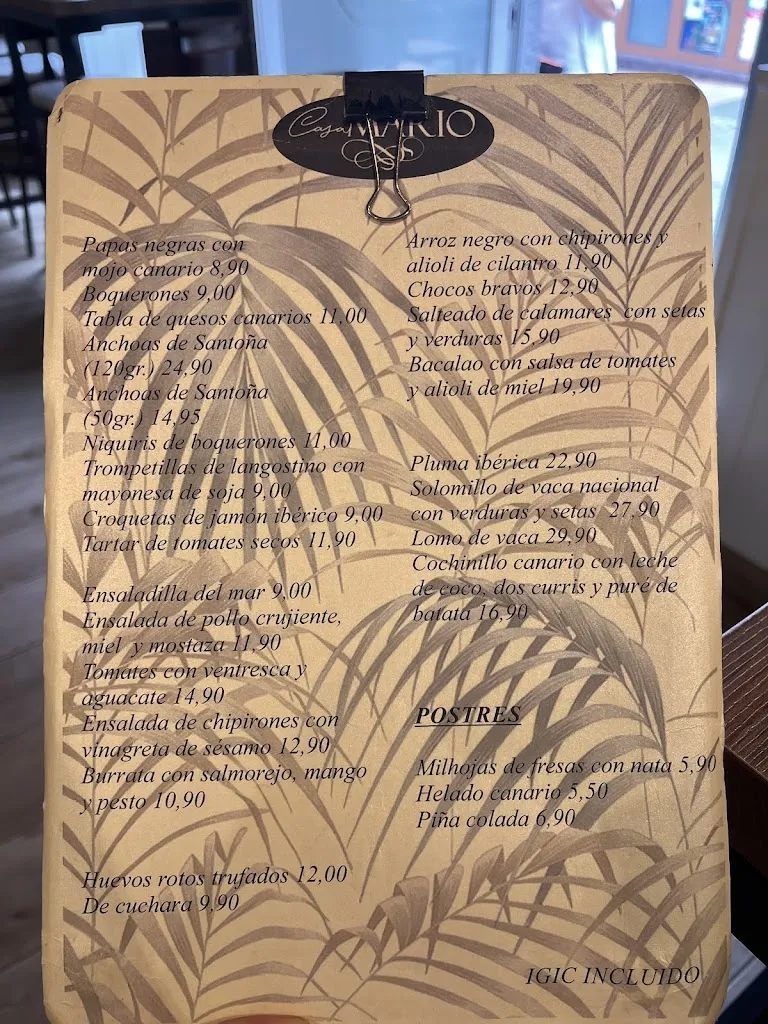 Casa MARIO
Papas negras con
mojo canario 8,90
Boquerones 9,00
Tabla de quesos canarios 11,00
Anchoas de Santoña
(120gr.) 24,90
Anchoas de Santoña
(50gr.) 14,95
Niquiris de boquerones 11,00
Trompetillas de langostino con
mayonesa de soja 9,00
Croquetas de jamón ibérico 9,00
Tartar de tomates secos 11,90
Ensaladilla del mar 9,00
Ensalada de pollo crujiente,
miel y mostaza 11,90
Tomates con ventresca y
aguacate 14,90
Ensalada de chipirones con
vinagreta de sésamo 12,90
Burrata con salmorejo, mango
y pesto 10,90
Huevos rotos trufados 12,00
De cuchara 9,90
Arroz negro con chipirones y
alioli de cilantro 11,90
Chocos bravos 12,90
Salteado de calamares con setas
y verduras 15,90
Bacalao con salsa de tomates
y alioli de miel 19,90
Pluma ibérica 22,90
Solomillo de vaca nacional
con verduras y setas 27,90
Lomo de vaca 29,90
Cochinillo canario con leche
de coco, dos curris y puré de
batata 16,90
POSTRES
Milhojas de fresas con nata 5,90
Helado canario 5,50
Piña colada 6,90
IGIC INCLUIDO